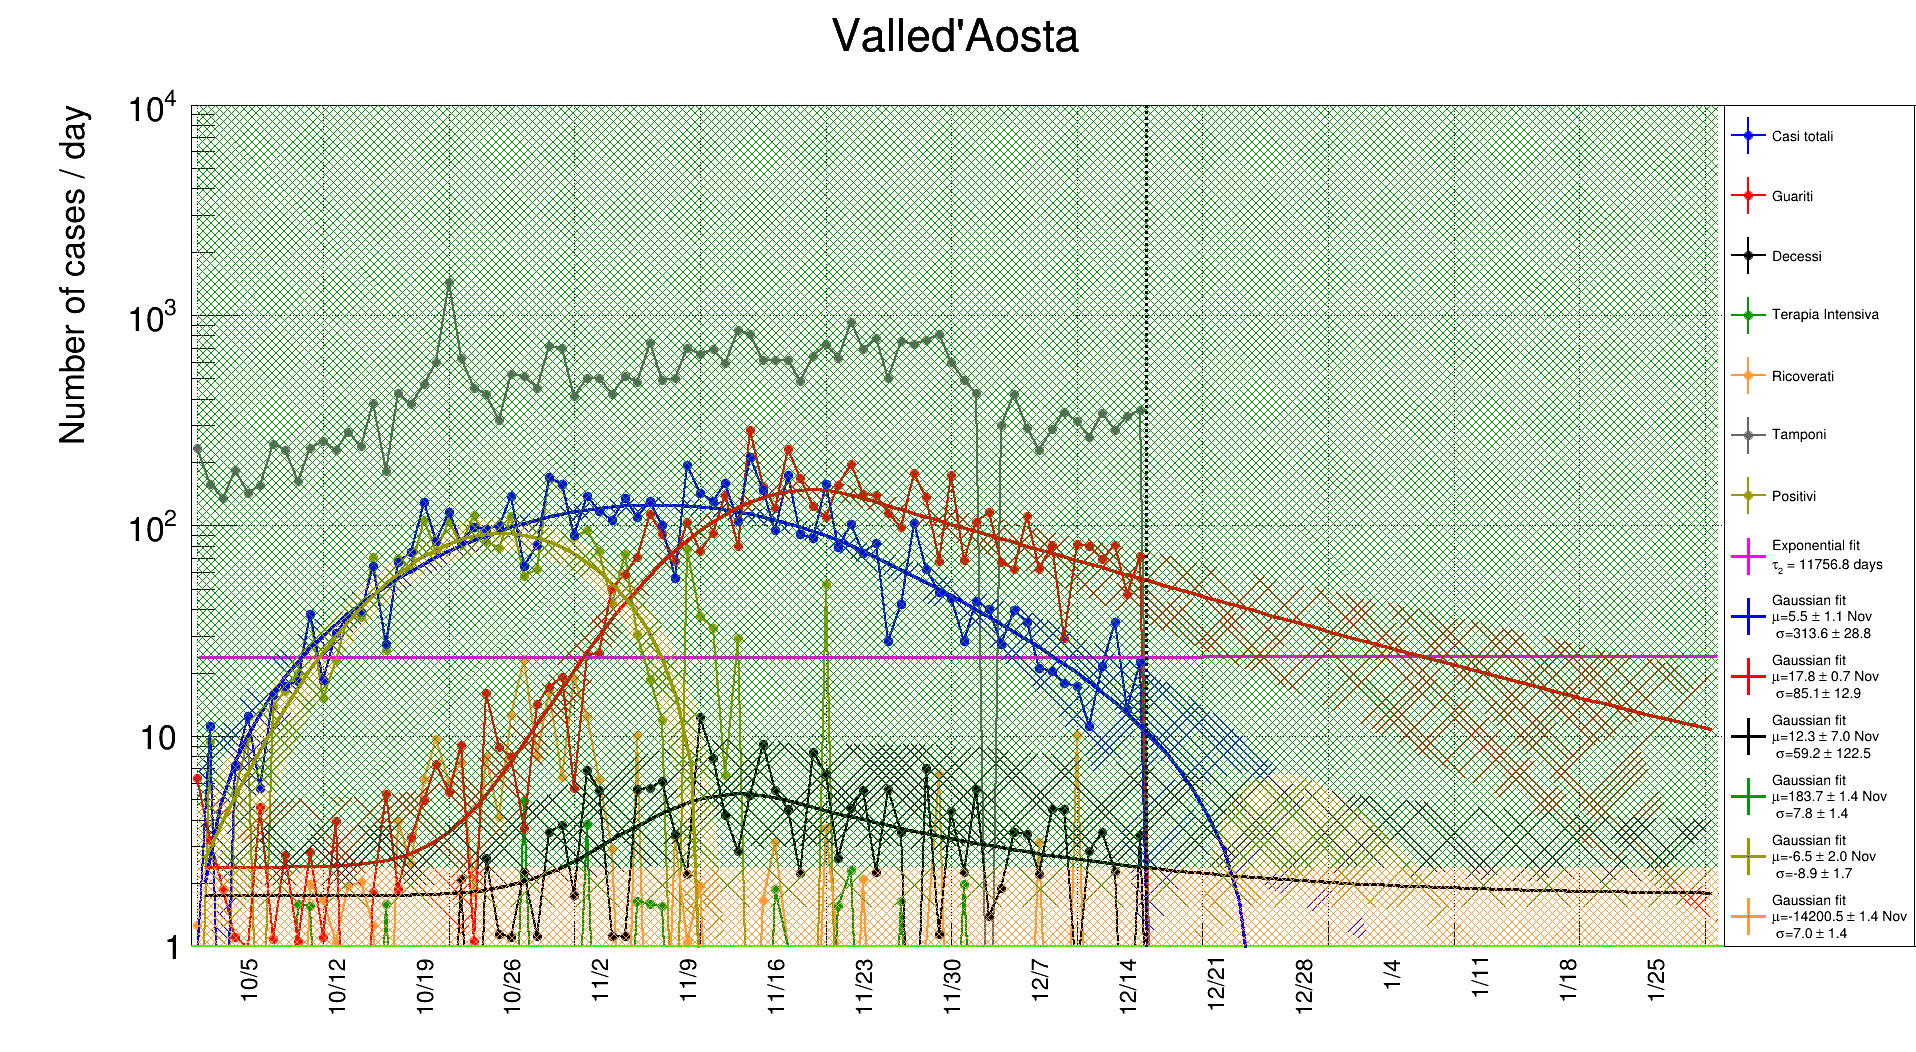 Valled'Aosta
Number of cases / day
10⁴
10³
10²
10
1
10/5
10/12
10/19
10/26
11/2
11/9
11/16
11/23
11/30
12/7
12/14
12/21
12/28
1/4
1/11
1/18
1/25
Casi totali
Guariti
Decessi
Terapia Intensiva
Ricoverati
Tamponi
Positivi
Exponential fit
τ₂ = 11756.8 days
Gaussian fit
μ=5.5 ± 1.1 Nov
σ=313.6 ± 28.8
Gaussian fit
μ=17.8 ± 0.7 Nov
σ=85.1 ± 12.9
Gaussian fit
μ=12.3 ± 7.0 Nov
σ=59.2 ± 122.5
Gaussian fit
μ=183.7 ± 1.4 Nov
σ=7.8 ± 1.4
Gaussian fit
μ=-6.5 ± 2.0 Nov
σ=-8.9 ± 1.7
Gaussian fit
μ=-14200.5 ± 1.4 Nov
σ=7.0 ± 1.4